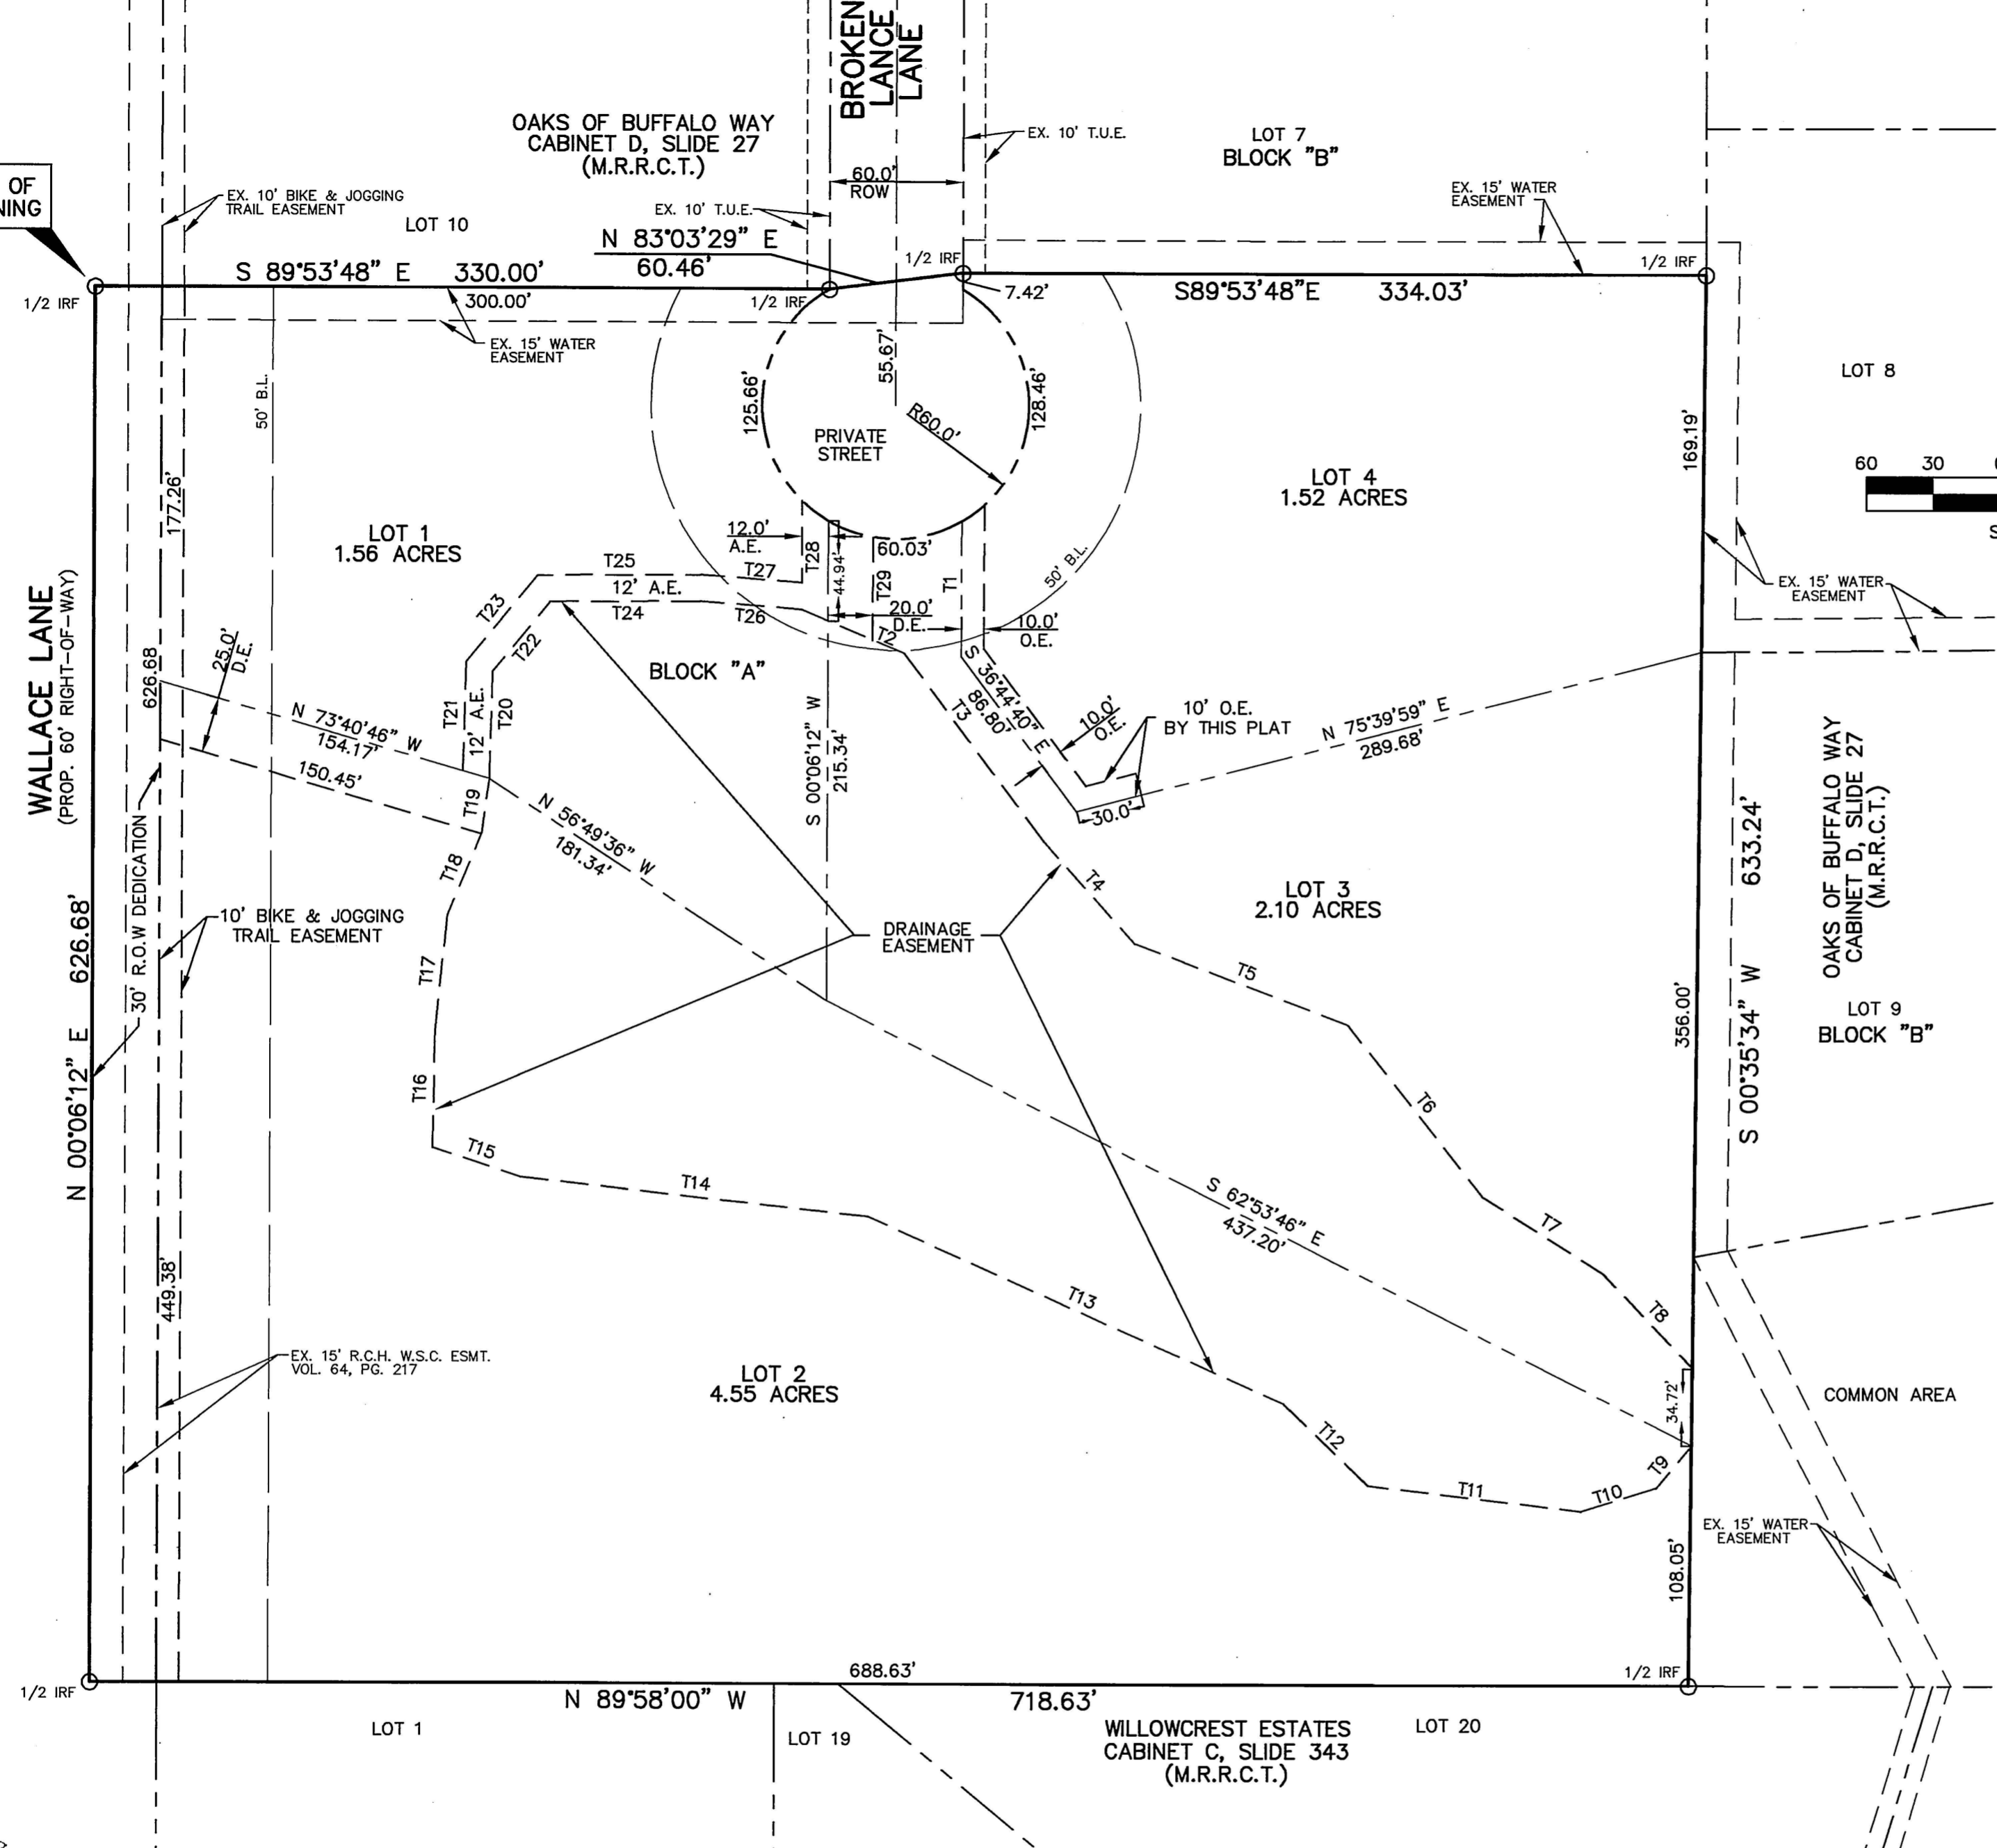 BROKEN
LANCE
LANE
OAKS OF BUFFALO WAY
CABINET D, SLIDE 27
(M.R.R.C.T.)
EX. 10' T.U.E.
LOT 7
BLOCK "B"
60.0'
ROW
OF
NING
EX. 10' BIKE & JOGGING
TRAIL EASEMENT
LOT 10
EX. 10' T.U.E.
EX. 15' WATER
EASEMENT
N 83°03'29" E
60.46'
S 89°53'48" E 330.00'
300.00'
1/2 IRF
1/2 IRF
1/2 IRF
7.42'
S89°53'48"E 334.03'
1/2 IRF
EX. 15' WATER
EASEMENT
50' B.L.
55.67'
125.66'
128.46'
R60.0'
PRIVATE
STREET
LOT 8
169.19'
60 30
S
177.26'
LOT 1
1.56 ACRES
LOT 4
1.52 ACRES
12.0'
A.E.
T28
44.94'
60.03'
T29
T1
50' B.L.
20.0'
D.E.
10.0'
O.E.
T25
T27
12' A.E.
T24
T26
T23
T22
T2
EX. 15' WATER
EASEMENT
WALLACE LANE
(PROP. 60' RIGHT-OF-WAY)
626.68
25.0'
D.E.
BLOCK "A"
T21
12' A.E.
T20
N 73°40'46" W
154.17'
150.45'
S 00°06'12" W
215.34'
T3
S 36°44'40" E
86.80'
10.0'
O.E.
10' O.E.
BY THIS PLAT
30.0'
N 75°39'59" E
289.68'
OAKS OF BUFFALO WAY
CABINET D, SLIDE 27
(M.R.R.C.T.)
T19
T18
N 56°49'36" W
181.34'
T4
LOT 3
2.10 ACRES
N 00°06'12" E 626.68'
30' R.O.W DEDICATION
10' BIKE & JOGGING
TRAIL EASEMENT
DRAINAGE
EASEMENT
T17
T5
356.00'
S 00°35'34" W 633.24'
LOT 9
BLOCK "B"
T16
T6
T15
T14
S 62°53'46" E
437.20'
T7
T13
T8
449.38'
EX. 15' R.C.H. W.S.C. ESMT.
VOL. 64, PG. 217
LOT 2
4.55 ACRES
34.72'
COMMON AREA
T12
T9
T11
T10
EX. 15' WATER
EASEMENT
108.05'
1/2 IRF
688.63'
1/2 IRF
N 89°58'00" W 718.63'
LOT 1
LOT 19
WILLOWCREST ESTATES
CABINET C, SLIDE 343
(M.R.R.C.T.)
LOT 20